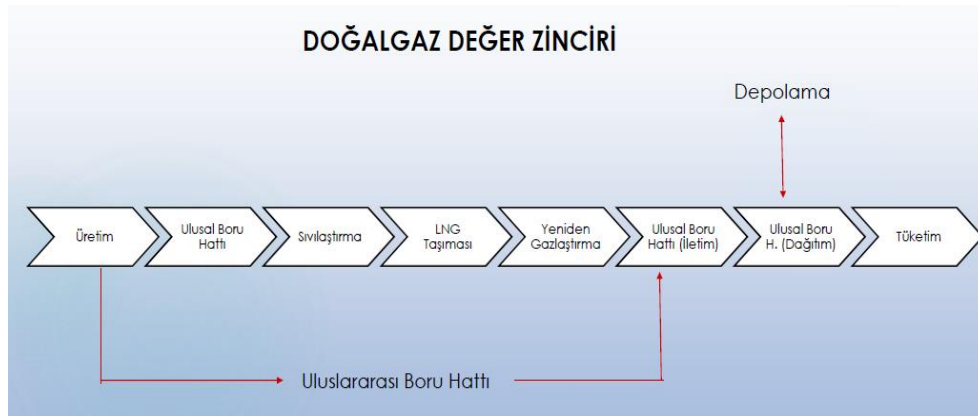 DOĞALGAZ DEĞER ZİNCİRİ
Depolama
Üretim
Ulusal Boru
Hattı
Sıvılaştırma
LNG
Taşıması
Yeniden
Gazlaştırma
Ulusal Boru
Hattı (İletim)
Ulusal Boru
H. (Dağıtım)
Tüketim
Uluslararası Boru Hattı